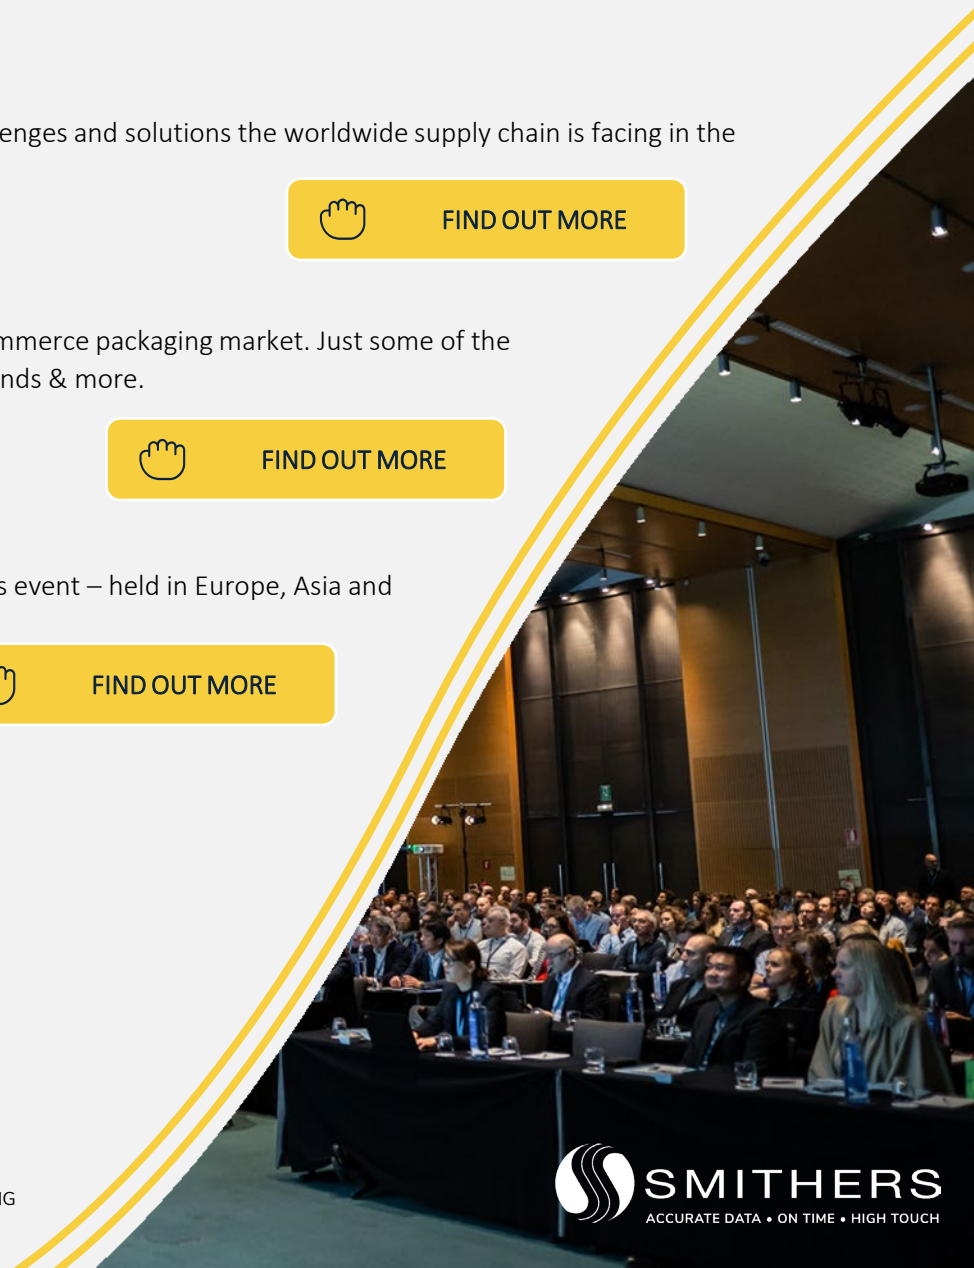 enges and solutions the worldwide supply chain is facing in the
FIND OUT MORE
mmerce packaging market. Just some of the
nds & more.
FIND OUT MORE
s event – held in Europe, Asia and
FIND OUT MORE
IG
SMITHERS
ACCURATE DATA • ON TIME • HIGH TOUCH